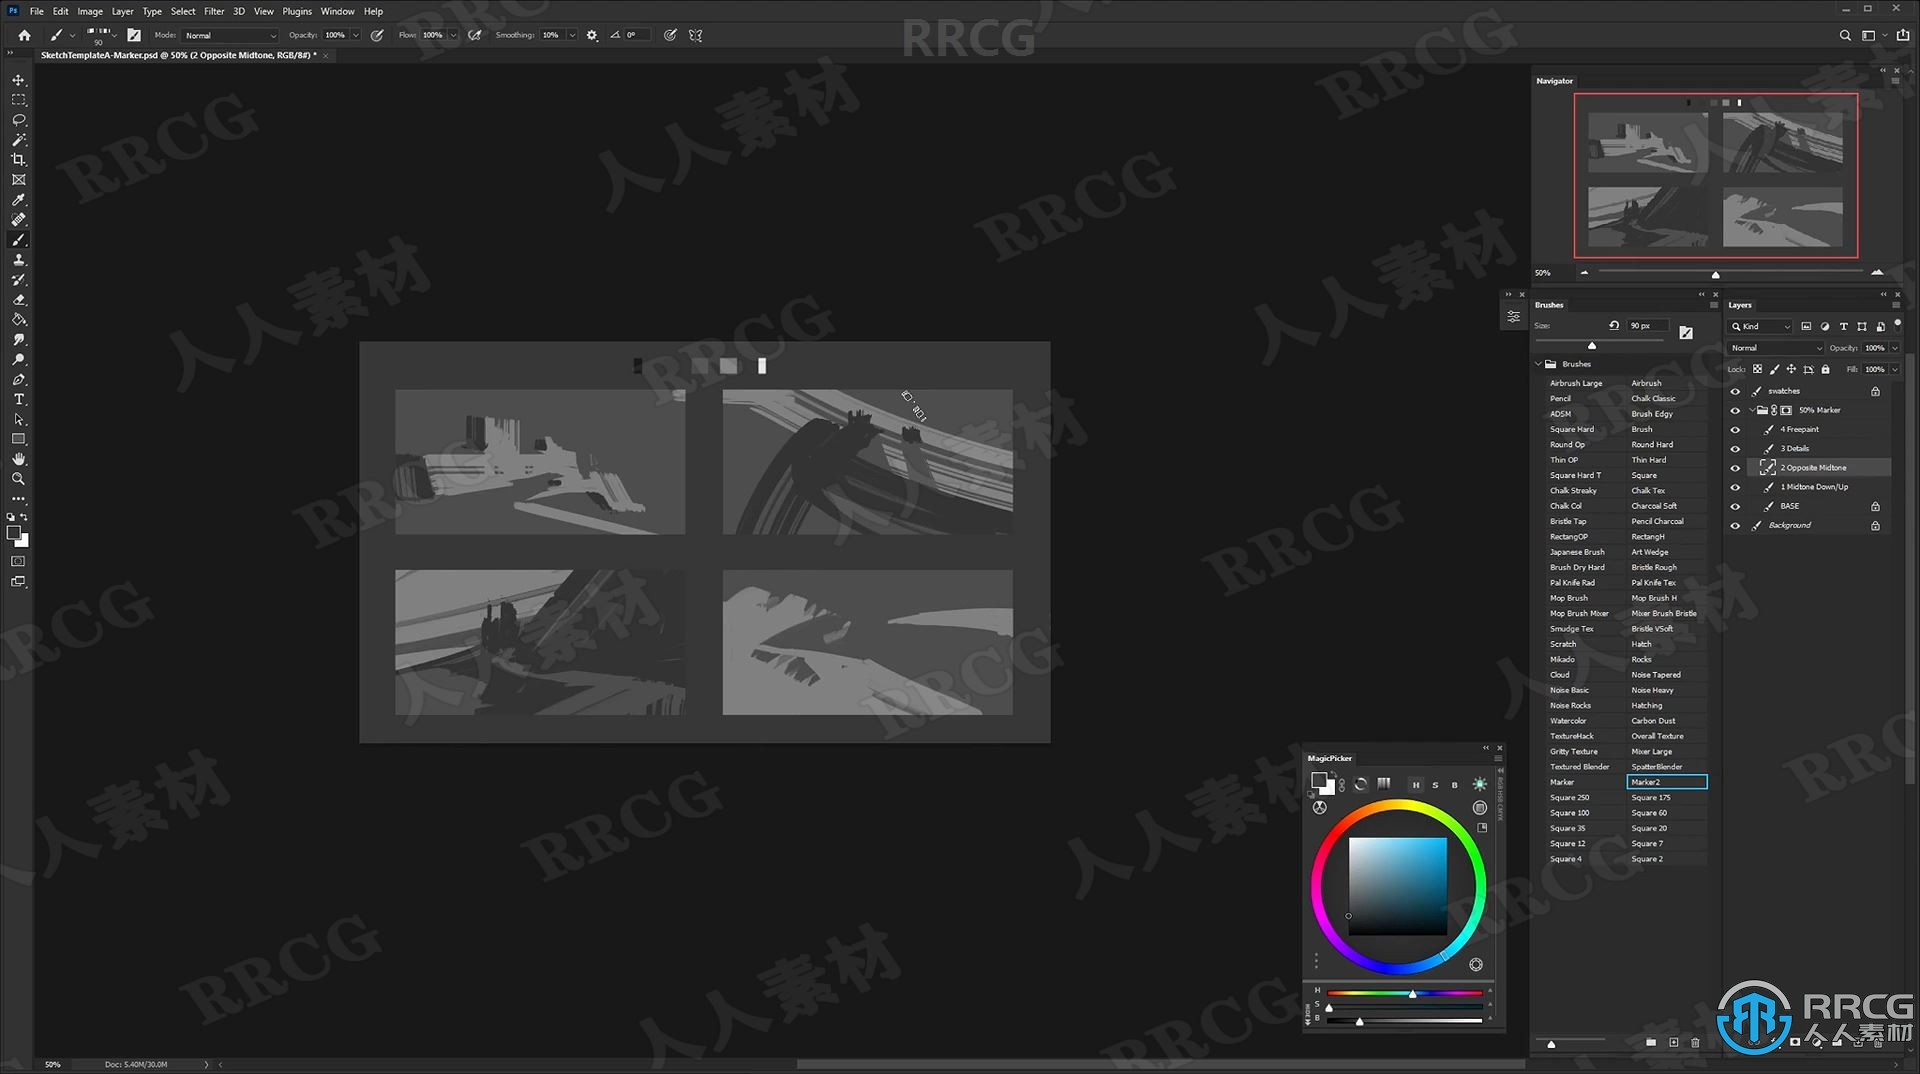 File Edit Image Layer Type Select Filter 3D View Plugins Window Help
90 Mode: Normal Opacity: 100% Flow: 100% Smoothing: 10% 0°
SketchTemplateA-Marker.psd @ 50% (2 Opposite Midtone, RGB/8#) *
RRCG
Navigator
50%
Brushes
Size: 90 px
Brushes
Airbrush Large Airbrush
Pencil Chalk Classic
ADSM Brush Edgy
Square Hard Brush
Round Op Round Hard
Thin OP Thin Hard
Square Hard T Square
Chalk Streaky Chalk Tex
Chalk Col Charcoal Soft
Bristle Tap Pencil Charcoal
RectangOP RectangH
Japanese Brush Art Wedge
Brush Dry Hard Bristle Rough
Pal Knife Rad Pal Knife Tex
Mop Brush Mop Brush H
Mop Brush Mixer Mixer Brush Bristle
Smudge Tex Bristle VSoft
Scratch Hatch
Mikado Rocks
Cloud Noise Tapered
Noise Basic Noise Heavy
Noise Rocks Hatching
Watercolor Carbon Dust
TextureHack Overall Texture
Gritty Texture Mixer Large
Textured Blender SpatterBlender
Marker Marker2
Square 250 Square 175
Square 100 Square 60
Square 35 Square 20
Square 12 Square 7
Square 4 Square 2
Layers
Kind
Normal Opacity: 100%
Lock: Fill: 100%
swatches
50% Marker
4 Freepaint
3 Details
2 Opposite Midtone
1 Midtone Down/Up
BASE
Background
MagicPicker
H S B
RGB HSB CMYK
H
S
B
HIDE
50% Doc: 5.40M/30.0M
RRCG
人人素材
RRCG
人人素材